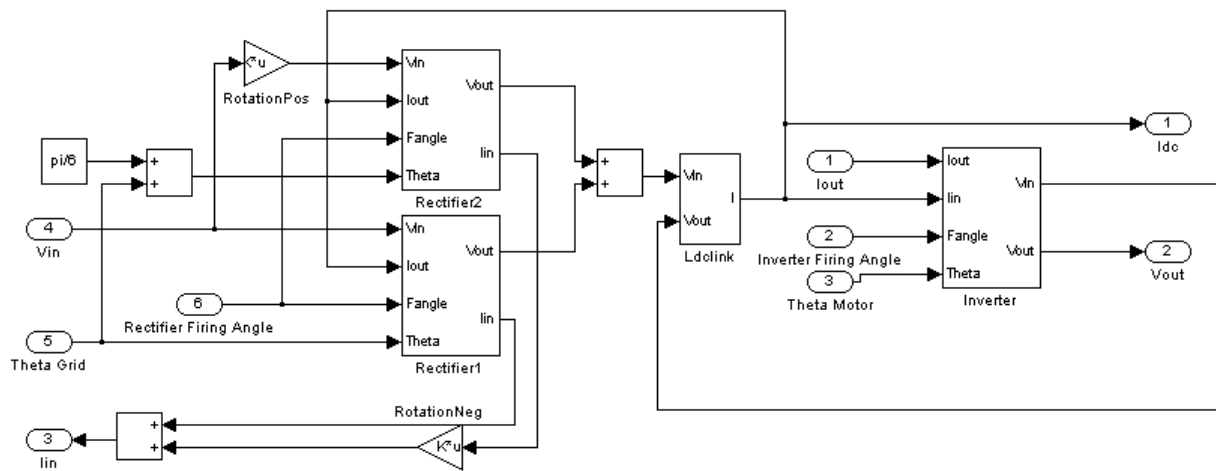 K*u
RotationPos
Vin
Iout
Fangle
Theta
Vout
Iin
Rectifier2
pi/6
+
+
4
Vin
6
Rectifier Firing Angle
5
Theta Grid
Vin
Iout
Fangle
Theta
Vout
Iin
Rectifier1
+
+
Vin
Vout
I
Ldclink
1
Idc
1
Iout
2
Inverter Firing Angle
3
Theta Motor
Iout
Iin
Fangle
Theta
Vin
Vout
Inverter
2
Vout
RotationNeg
K*u
+
+
3
Iin